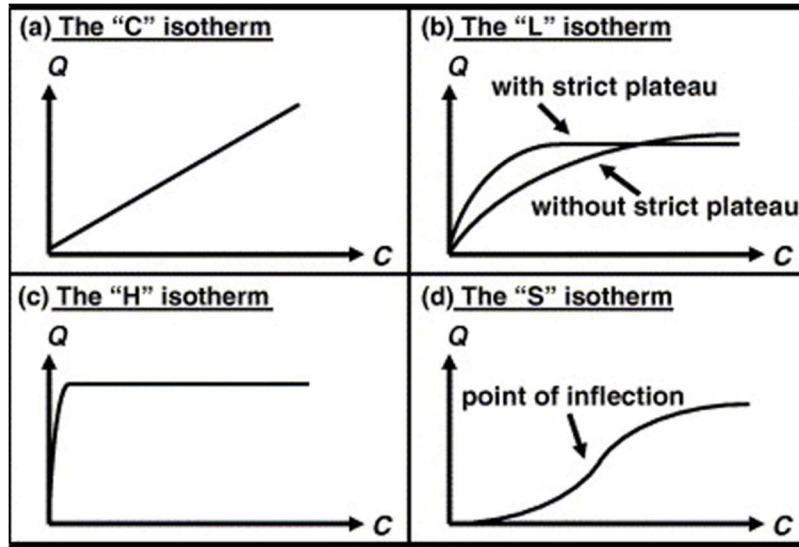 (a) The “C” isotherm
Q
C
(b) The “L” isotherm
Q
with strict plateau
without strict plateau
C
(c) The “H” isotherm
Q
C
(d) The “S” isotherm
Q
point of inflection
C